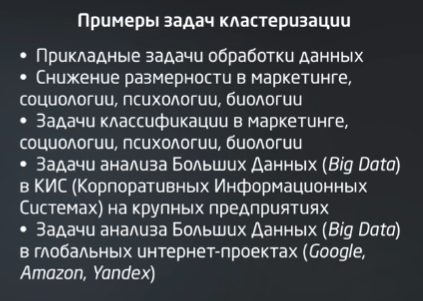 Примеры задач кластеризации
• Прикладные задачи обработки данных
• Снижение размерности в маркетинге,
социологии, психологии, биологии
• Задачи классификации в маркетинге,
социологии, психологии, биологии
• Задачи анализа Больших Данных (Big Data)
в КИС (Корпоративных Информационных
Системах) на крупных предприятиях
• Задачи анализа Больших Данных (Big Data)
в глобальных интернет-проектах (Google,
Amazon, Yandex)